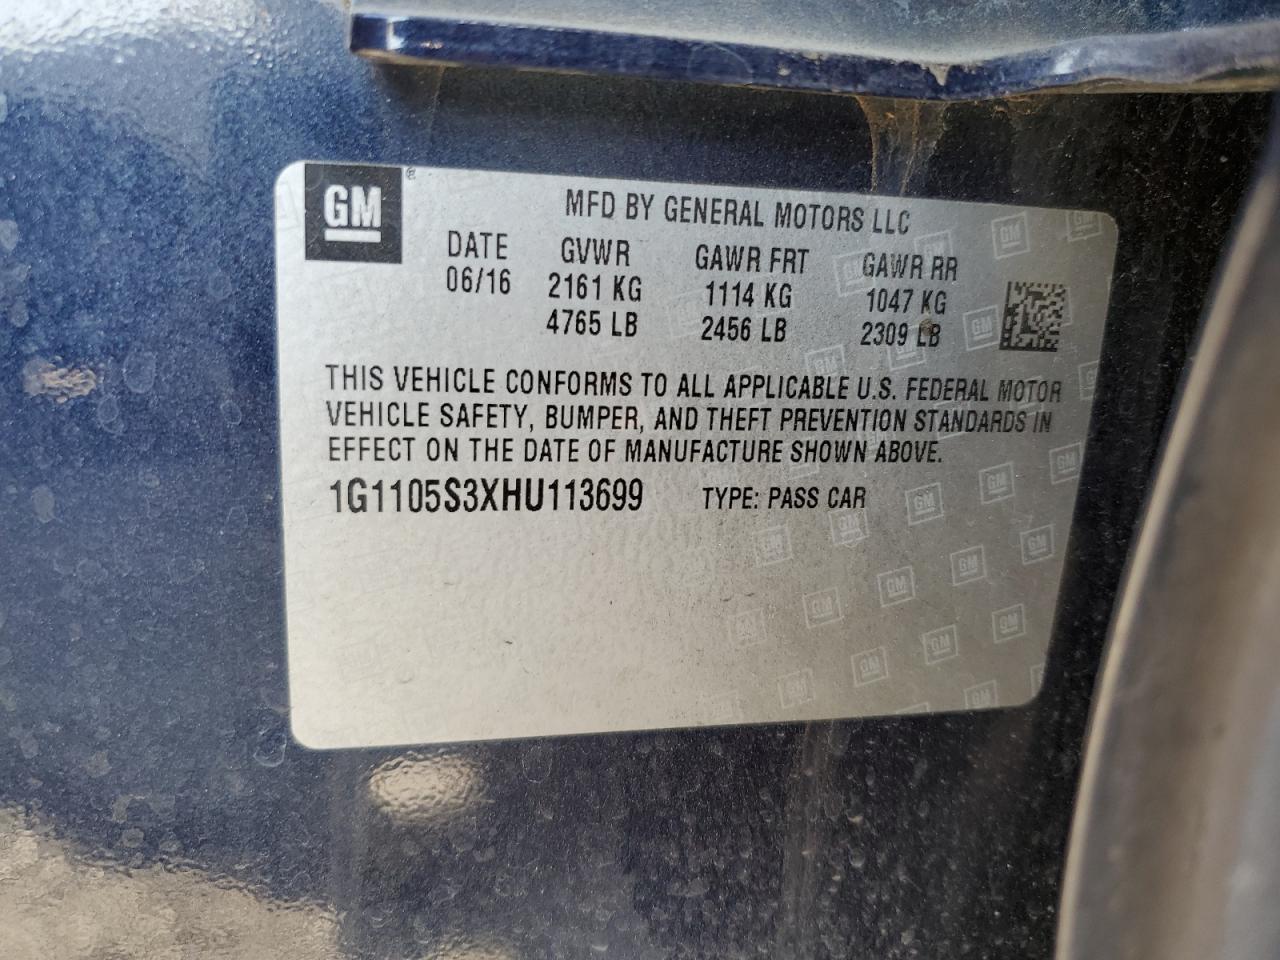 GM
MFD BY GENERAL MOTORS LLC
DATE GVWR GAWR FRT GAWR RR
06/16 2161 KG 1114 KG 1047 KG
4765 LB 2456 LB 2309 LB
THIS VEHICLE CONFORMS TO ALL APPLICABLE U.S. FEDERAL MOTOR
VEHICLE SAFETY, BUMPER, AND THEFT PREVENTION STANDARDS IN
EFFECT ON THE DATE OF MANUFACTURE SHOWN ABOVE.
1G1105S3XHU113699 TYPE: PASS CAR